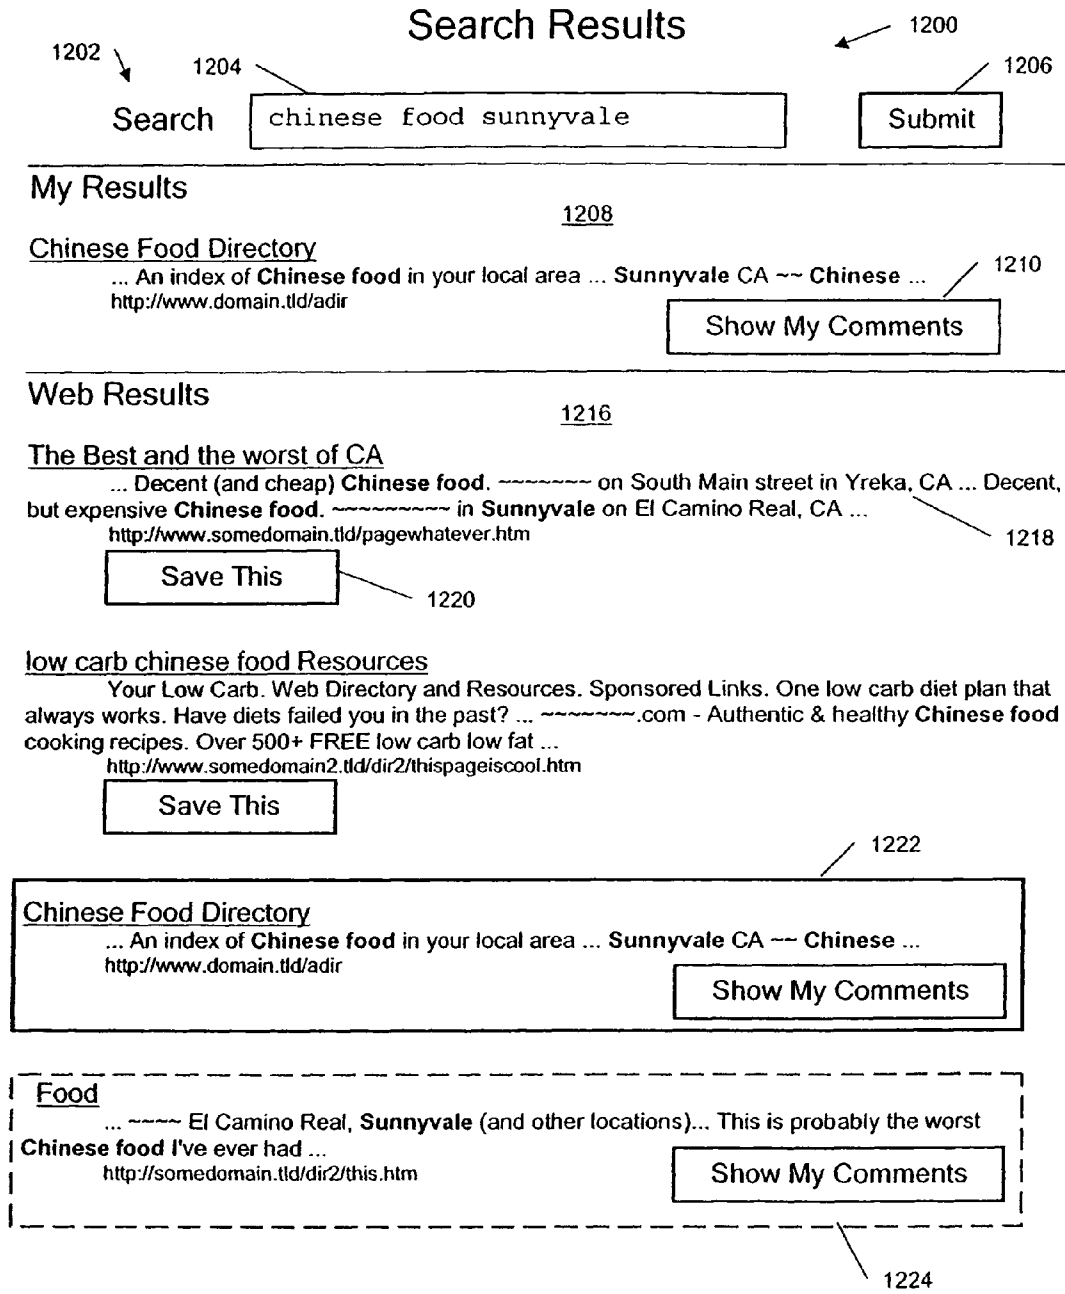 Search Results
1200
1202
1204
1206
Search
chinese food sunnyvale
Submit
My Results
1208
Chinese Food Directory
... An index of Chinese food in your local area ... Sunnyvale CA ~~ Chinese ...
1210
http://www.domain.tld/adir
Show My Comments
Web Results
1216
The Best and the worst of CA
... Decent (and cheap) Chinese food. ~~~~~~~ on South Main street in Yreka, CA ... Decent,
but expensive Chinese food. ~~~~~~~~~ in Sunnyvale on El Camino Real, CA ...
http://www.somedomain.tld/pagewhatever.htm
1218
Save This
1220
low carb chinese food Resources
Your Low Carb. Web Directory and Resources. Sponsored Links. One low carb diet plan that
always works. Have diets failed you in the past? ... ~~~~~~~.com - Authentic & healthy Chinese food
cooking recipes. Over 500+ FREE low carb low fat ...
http://www.somedomain2.tld/dir2/thispageiscool.htm
Save This
1222
Chinese Food Directory
... An index of Chinese food in your local area ... Sunnyvale CA ~~ Chinese ...
http://www.domain.tld/adir
Show My Comments
Food
... ~~~~ El Camino Real, Sunnyvale (and other locations)... This is probably the worst
Chinese food I've ever had ...
http://somedomain.tld/dir2/this.htm
Show My Comments
1224